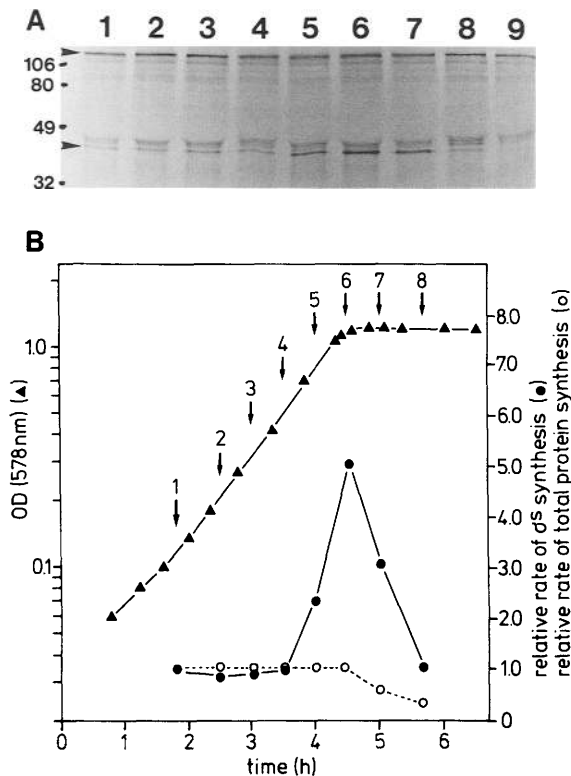 A
1 2 3 4 5 6 7 8 9
106
80
49
32
B
OD (578nm) (▲)
1.0
0.1
1
2
3
4
5
6
7
8
8.0
7.0
6.0
5.0
4.0
3.0
2.0
1.0
0
relative rate of σˢ synthesis (●)
relative rate of total protein synthesis (o)
0 1 2 3 4 5 6
time (h)